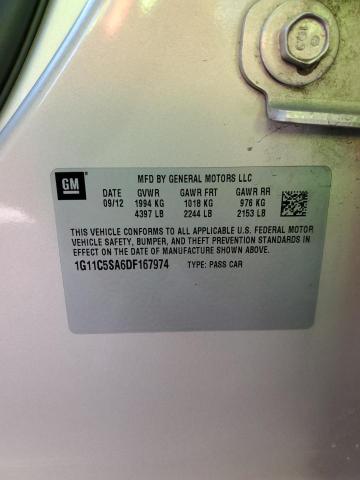 MFD BY GENERAL MOTORS LLC
GM
09/12 GVWR GAWR FRT GAWR RR
1994 KG 1018 KG 976 KG
4397 LB 2244 LB 2153 LB
THIS VEHICLE CONFORMS TO ALL APPLICABLE U.S. FEDERAL MOTOR
VEHICLE SAFETY, BUMPER, AND THEFT PREVENTION STANDARDS
IN EFFECT ON THE DATE OF MANUFACTURE SHOWN ABOVE.
1G11C5SA6DF167974 TYPE: PASS CAR